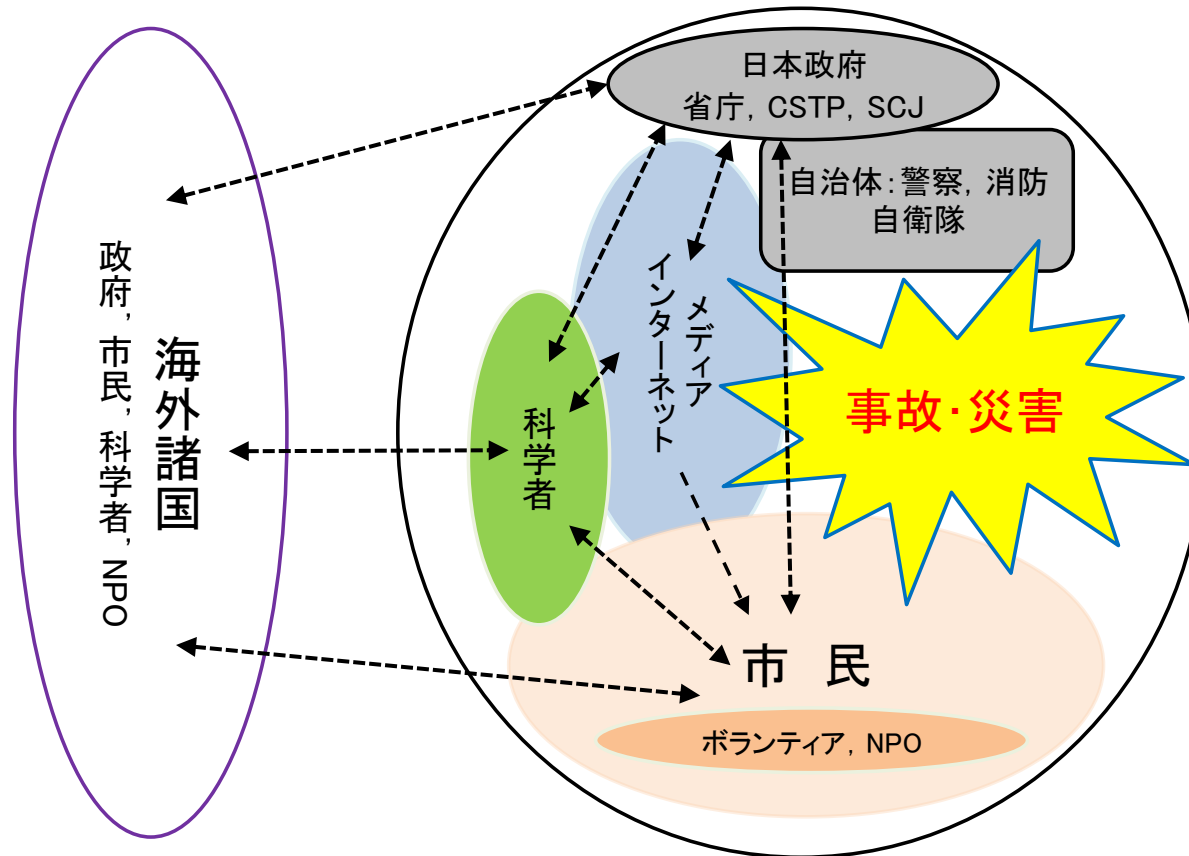 日本政府
省庁, CSTP, SCJ
自治体：警察, 消防
自衛隊
メディア
インターネット
事故・災害
科学者
海外諸国
政府, 市民, 科学者, NPO
市　民
ボランティア, NPO